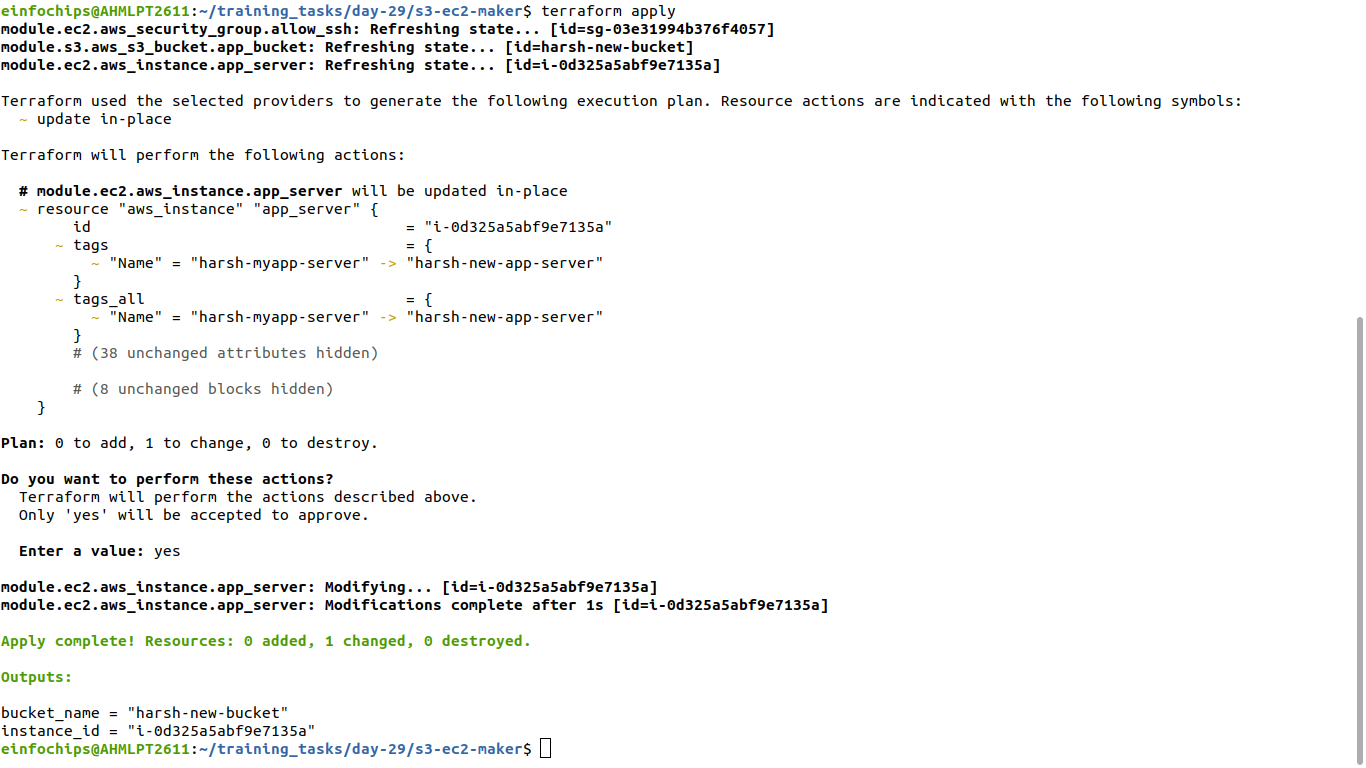 einfochips@AHMLPT2611:~/training_tasks/day-29/s3-ec2-maker$ terraform apply
module.ec2.aws_security_group.allow_ssh: Refreshing state... [id=sg-03e31994b376f4057]
module.s3.aws_s3_bucket.app_bucket: Refreshing state... [id=harsh-new-bucket]
module.ec2.aws_instance.app_server: Refreshing state... [id=i-0d325a5abf9e7135a]

Terraform used the selected providers to generate the following execution plan. Resource actions are indicated with the following symbols:
  ~ update in-place

Terraform will perform the following actions:

  # module.ec2.aws_instance.app_server will be updated in-place
  ~ resource "aws_instance" "app_server" {
        id                                   = "i-0d325a5abf9e7135a"
      ~ tags                                 = {
          ~ "Name" = "harsh-myapp-server" -> "harsh-new-app-server"
        }
      ~ tags_all                             = {
          ~ "Name" = "harsh-myapp-server" -> "harsh-new-app-server"
        }
        # (38 unchanged attributes hidden)

        # (8 unchanged blocks hidden)
    }

Plan: 0 to add, 1 to change, 0 to destroy.

Do you want to perform these actions?
  Terraform will perform the actions described above.
  Only 'yes' will be accepted to approve.

  Enter a value: yes

module.ec2.aws_instance.app_server: Modifying... [id=i-0d325a5abf9e7135a]
module.ec2.aws_instance.app_server: Modifications complete after 1s [id=i-0d325a5abf9e7135a]

Apply complete! Resources: 0 added, 1 changed, 0 destroyed.

Outputs:

bucket_name = "harsh-new-bucket"
instance_id = "i-0d325a5abf9e7135a"
einfochips@AHMLPT2611:~/training_tasks/day-29/s3-ec2-maker$